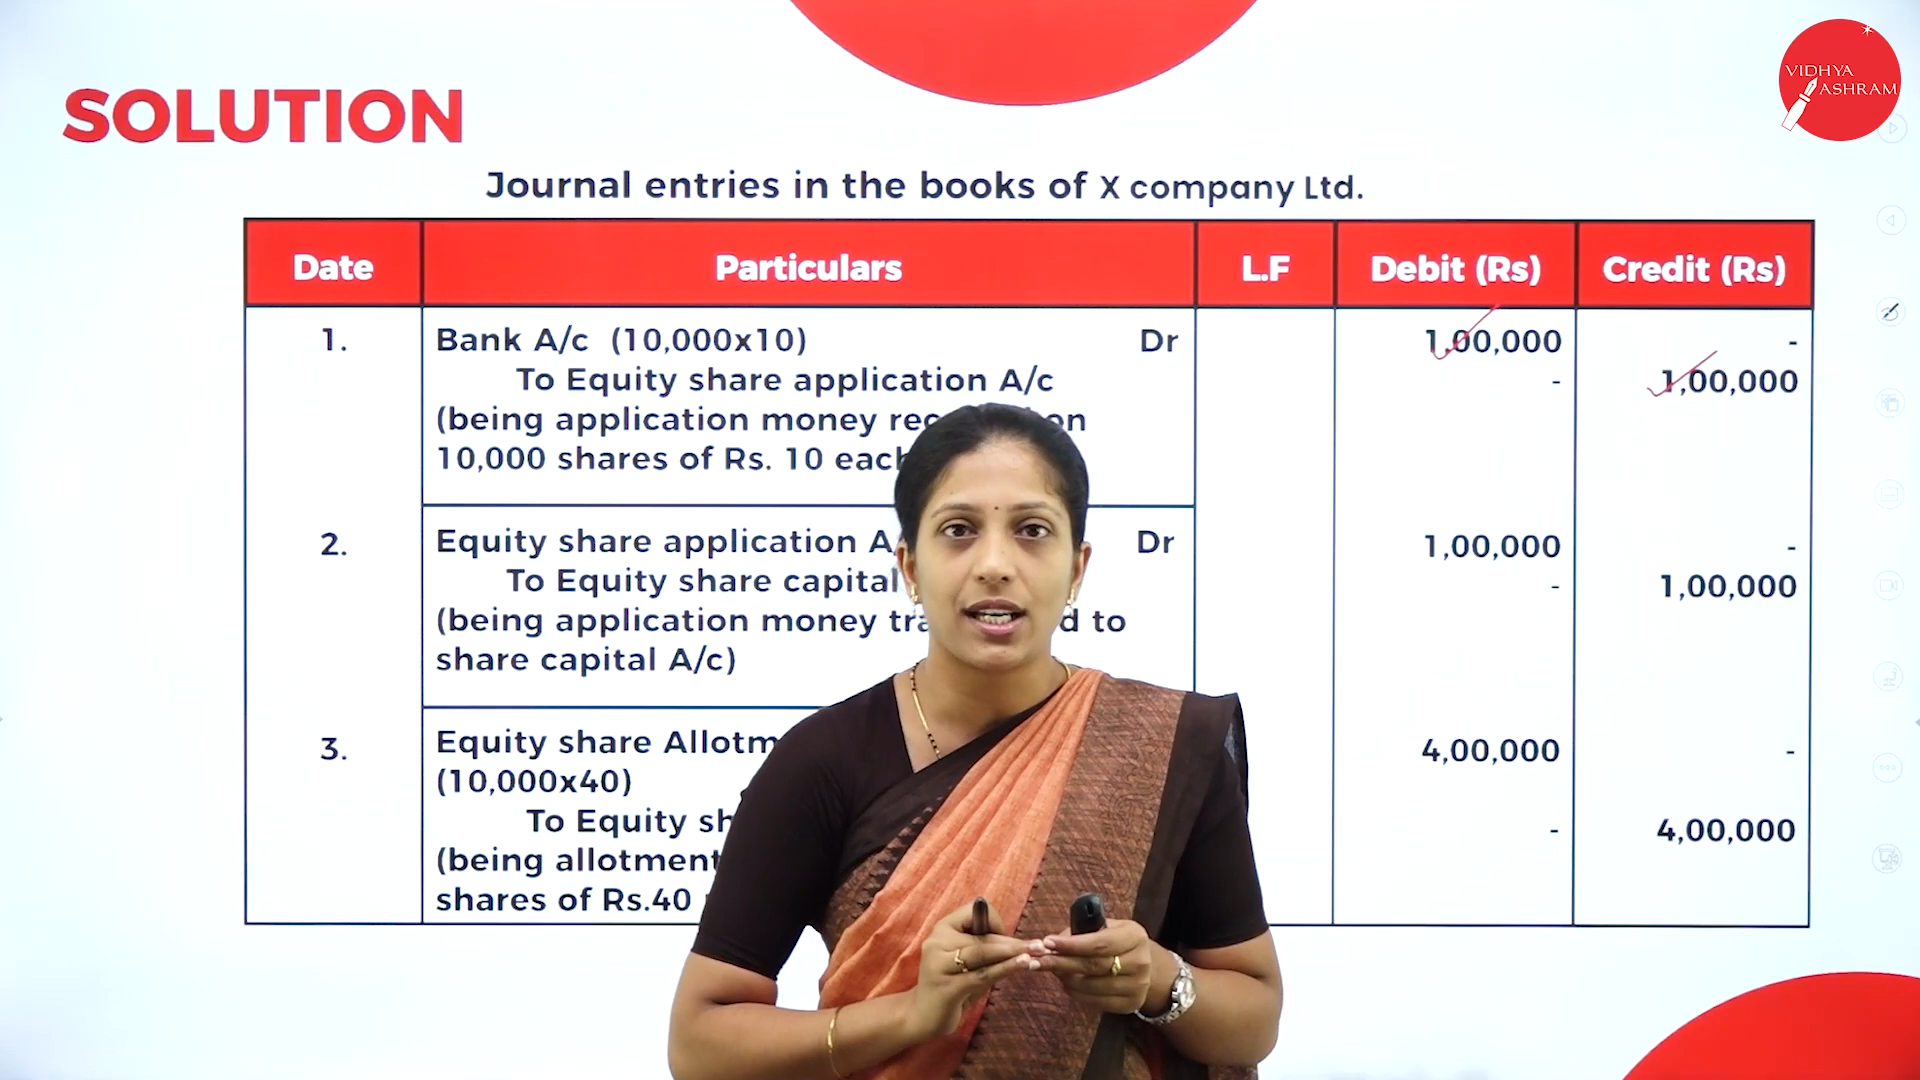 VIDHYA
ASHRAM
SOLUTION
Journal entries in the books of X company Ltd.
Date Particulars L.F Debit (Rs) Credit (Rs)
1. Bank A/c (10,000x10) Dr 1,00,000 -
To Equity share application A/c - 1,00,000
(being application money on
10,000 shares of Rs. 10 each
2. Equity share application Dr 1,00,000 -
To Equity share capital - 1,00,000
(being application money to
share capital A/c)
3. Equity share 4,00,000 -
(10,000x40)
To Equity - 4,00,000
(being allotment
shares of Rs.40